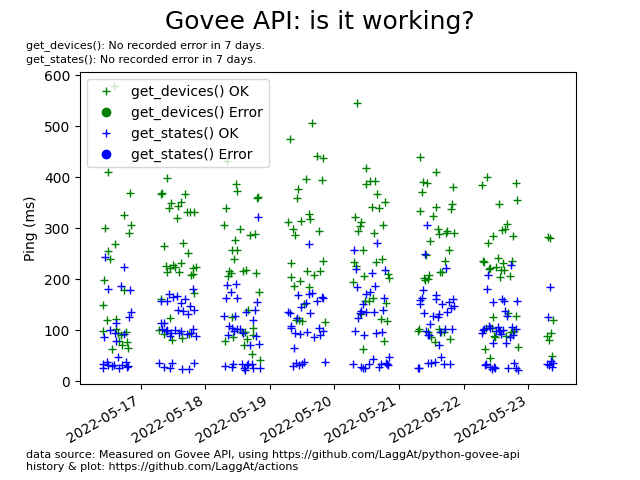 Govee API: is it working?
get_devices(): No recorded error in 7 days.
get_states(): No recorded error in 7 days.
600
500
400
300
200
100
0
Ping (ms)
get_devices() OK
get_devices() Error
get_states() OK
get_states() Error
2022-05-17
2022-05-18
2022-05-19
2022-05-20
2022-05-21
2022-05-22
2022-05-23
data source: Measured on Govee API, using https://github.com/LaggAt/python-govee-api
history & plot: https://github.com/LaggAt/actions